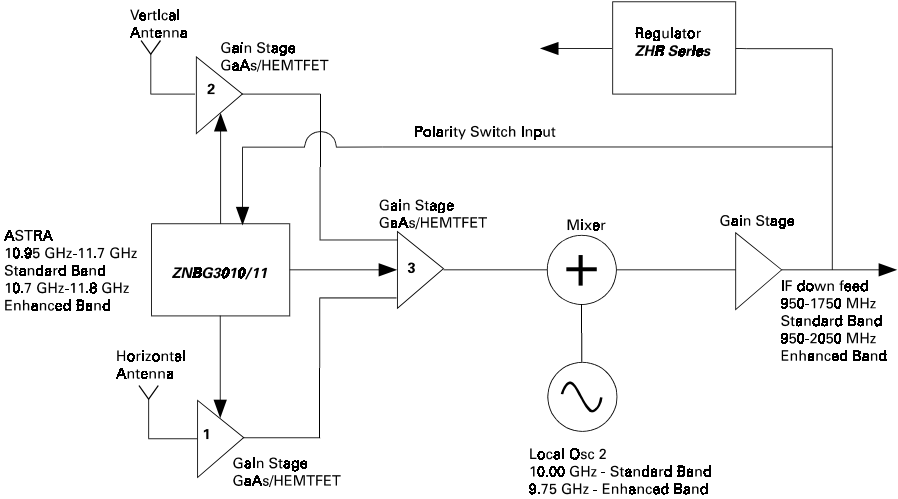 Vertical
Antenna
Gain Stage
GaAs/HEMTFET
2
Regulator
ZHR Series
Polarity Switch Input
ASTRA
10.95 GHz-11.7 GHz
Standard Band
10.7 GHz-11.8 GHz
Enhanced Band
ZNBG3010/11
Gain Stage
GaAs/HEMTFET
3
Mixer
+
Gain Stage
IF down feed
950-1750 MHz
Standard Band
950-2050 MHz
Enhanced Band
Horizontal
Antenna
1
Gain Stage
GaAs/HEMTFET
Local Osc 2
10.00 GHz - Standard Band
9.75 GHz - Enhanced Band